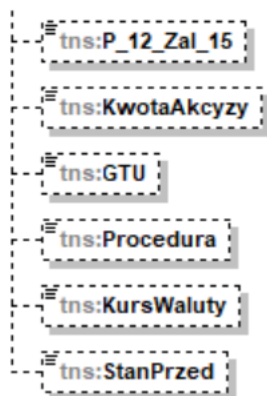 tns:P_12_Zal_15
tns:KwotaAkcyzy
tns:GTU
tns:Procedura
tns:KursWaluty
tns:StanPrzed